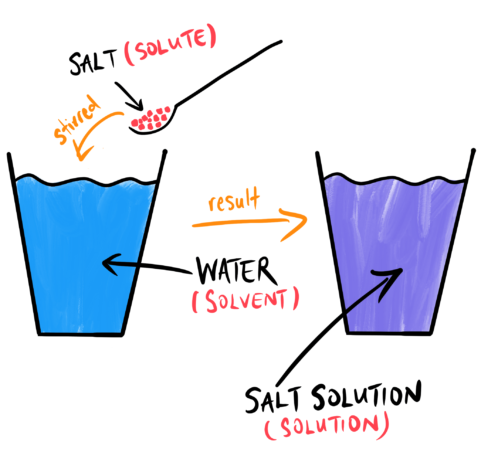 SALT (SOLUTE)
stirred
result
WATER
(SOLVENT)
SALT SOLUTION
(SOLUTION)